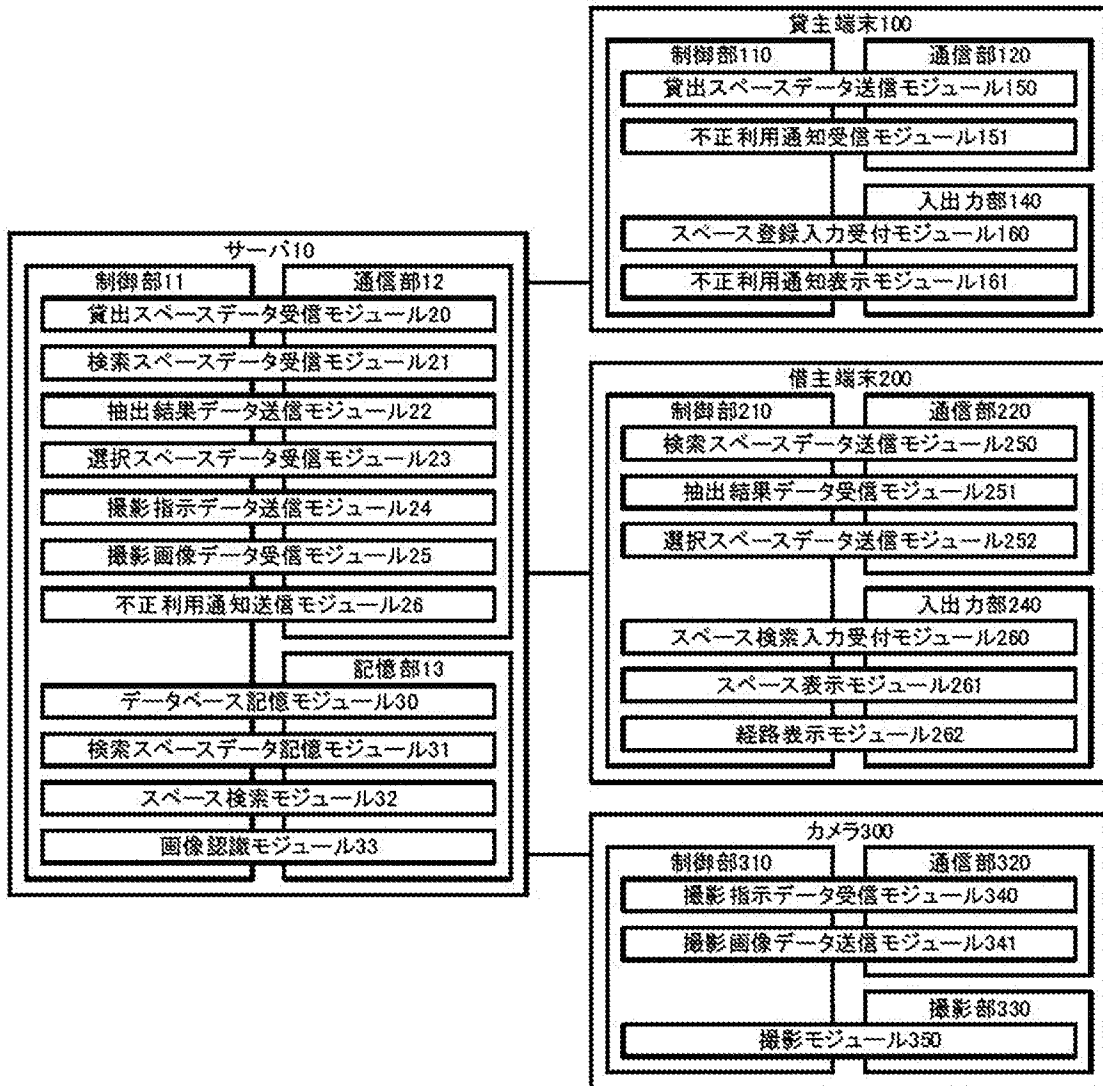 サーバ10
制御部11
通信部12
貸出スペースデータ受信モジュール20
検索スペースデータ受信モジュール21
抽出結果データ送信モジュール22
選択スペースデータ受信モジュール23
撮影指示データ送信モジュール24
撮影画像データ受信モジュール25
不正利用通知送信モジュール26
記憶部13
データベース記憶モジュール30
検索スペースデータ記憶モジュール31
スペース検索モジュール32
画像認識モジュール33
貸主端末100
制御部110
通信部120
貸出スペースデータ送信モジュール150
不正利用通知受信モジュール151
入出力部140
スペース登録入力受付モジュール160
不正利用通知表示モジュール161
借主端末200
制御部210
通信部220
検索スペースデータ送信モジュール250
抽出結果データ受信モジュール251
選択スペースデータ送信モジュール252
入出力部240
スペース検索入力受付モジュール260
スペース表示モジュール261
経路表示モジュール262
カメラ300
制御部310
通信部320
撮影指示データ受信モジュール340
撮影画像データ送信モジュール341
撮影部330
撮影モジュール350